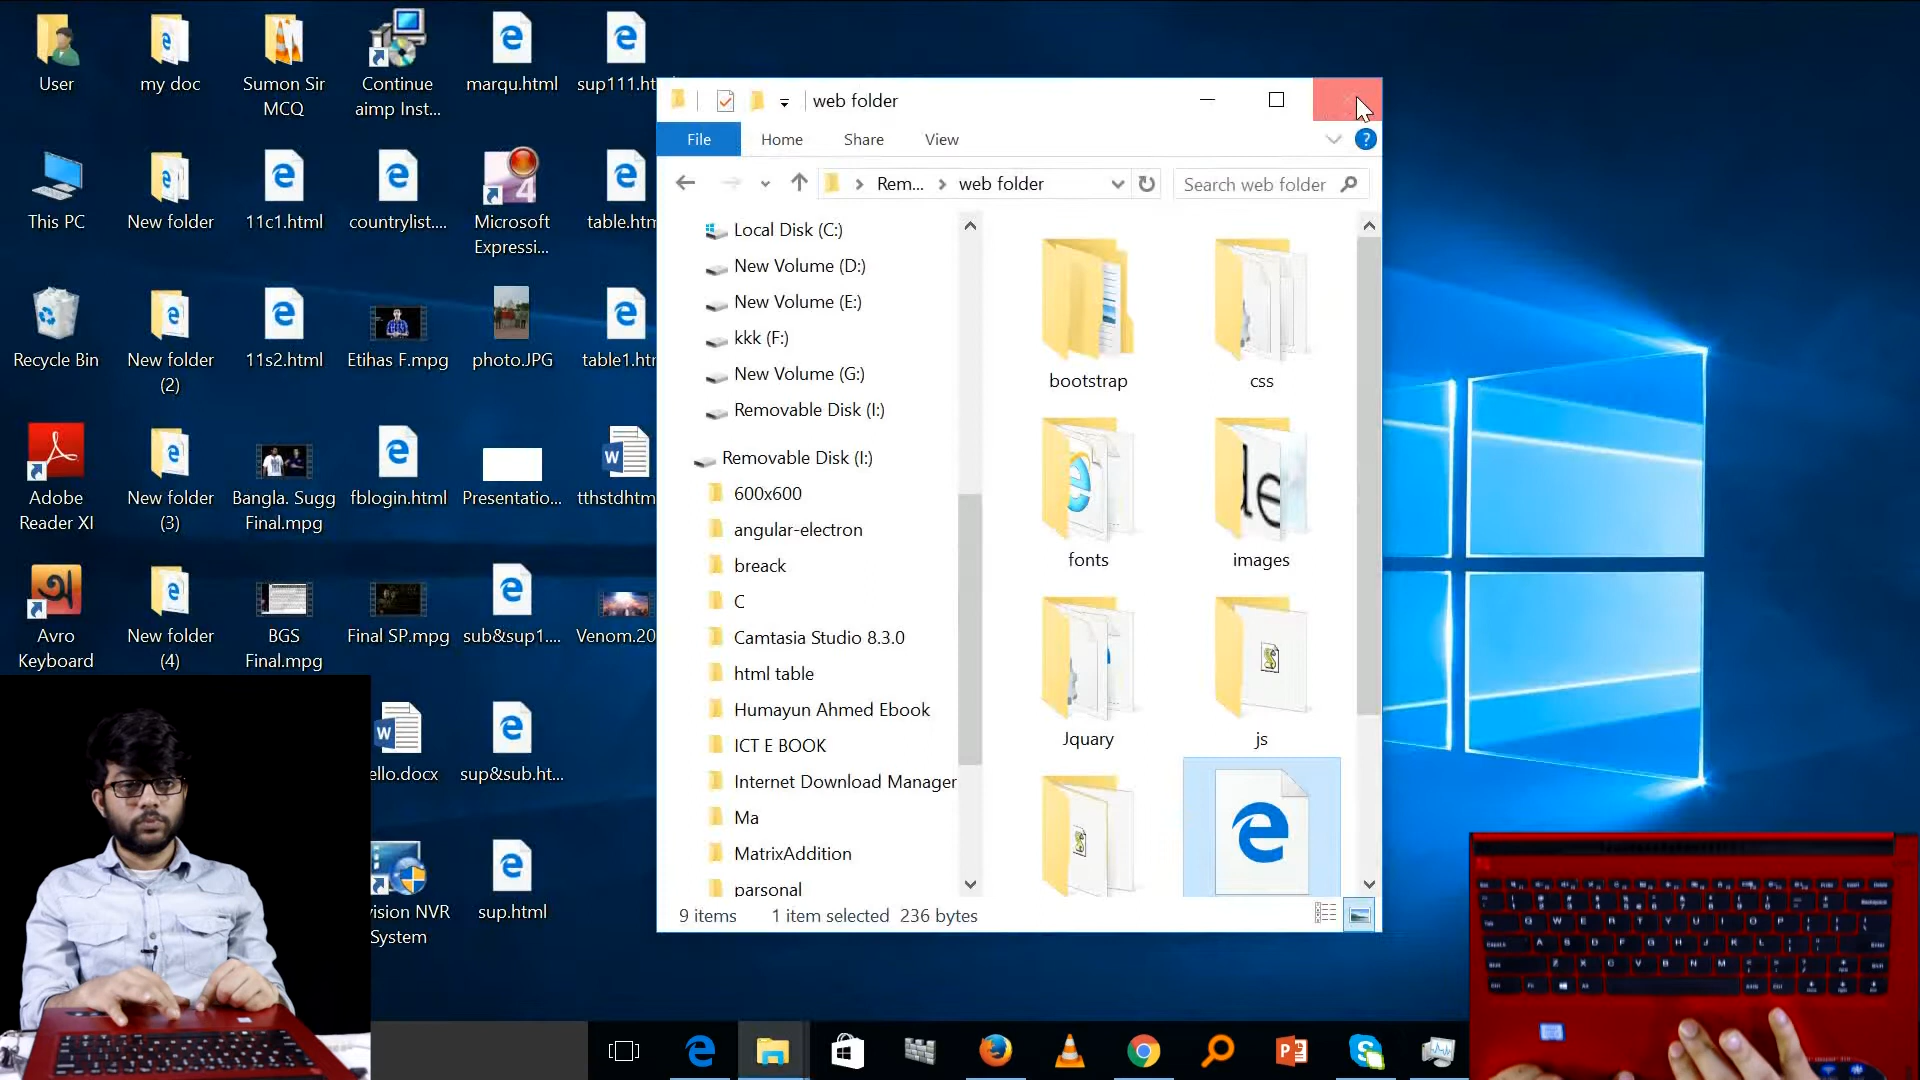 User
my doc
Sumon Sir
MCQ
Continue
aimp Inst...
marqu.html
sup111.ht
This PC
New folder
11c1.html
countrylist....
Microsoft
Expressi...
table.htm
Recycle Bin
New folder
(2)
11s2.html
Etihas F.mpg
photo.JPG
table1.ht
Adobe
Reader XI
New folder
(3)
Bangla. Sugg
Final.mpg
fblogin.html
Presentatio...
tthstdhtm
Avro
Keyboard
New folder
(4)
BGS
Final.mpg
Final SP.mpg
sub&sup1....
Venom.20
ello.docx
sup&sub.ht...
vision NVR
System
sup.html
web folder
File
Home
Share
View
Rem...
web folder
Search web folder
Local Disk (C:)
New Volume (D:)
New Volume (E:)
kkk (F:)
New Volume (G:)
Removable Disk (I:)
Removable Disk (I:)
600x600
angular-electron
breack
C
Camtasia Studio 8.3.0
html table
Humayun Ahmed Ebook
ICT E BOOK
Internet Download Manager
Ma
MatrixAddition
parsonal
bootstrap
css
fonts
images
Jquary
js
9 items
1 item selected
236 bytes